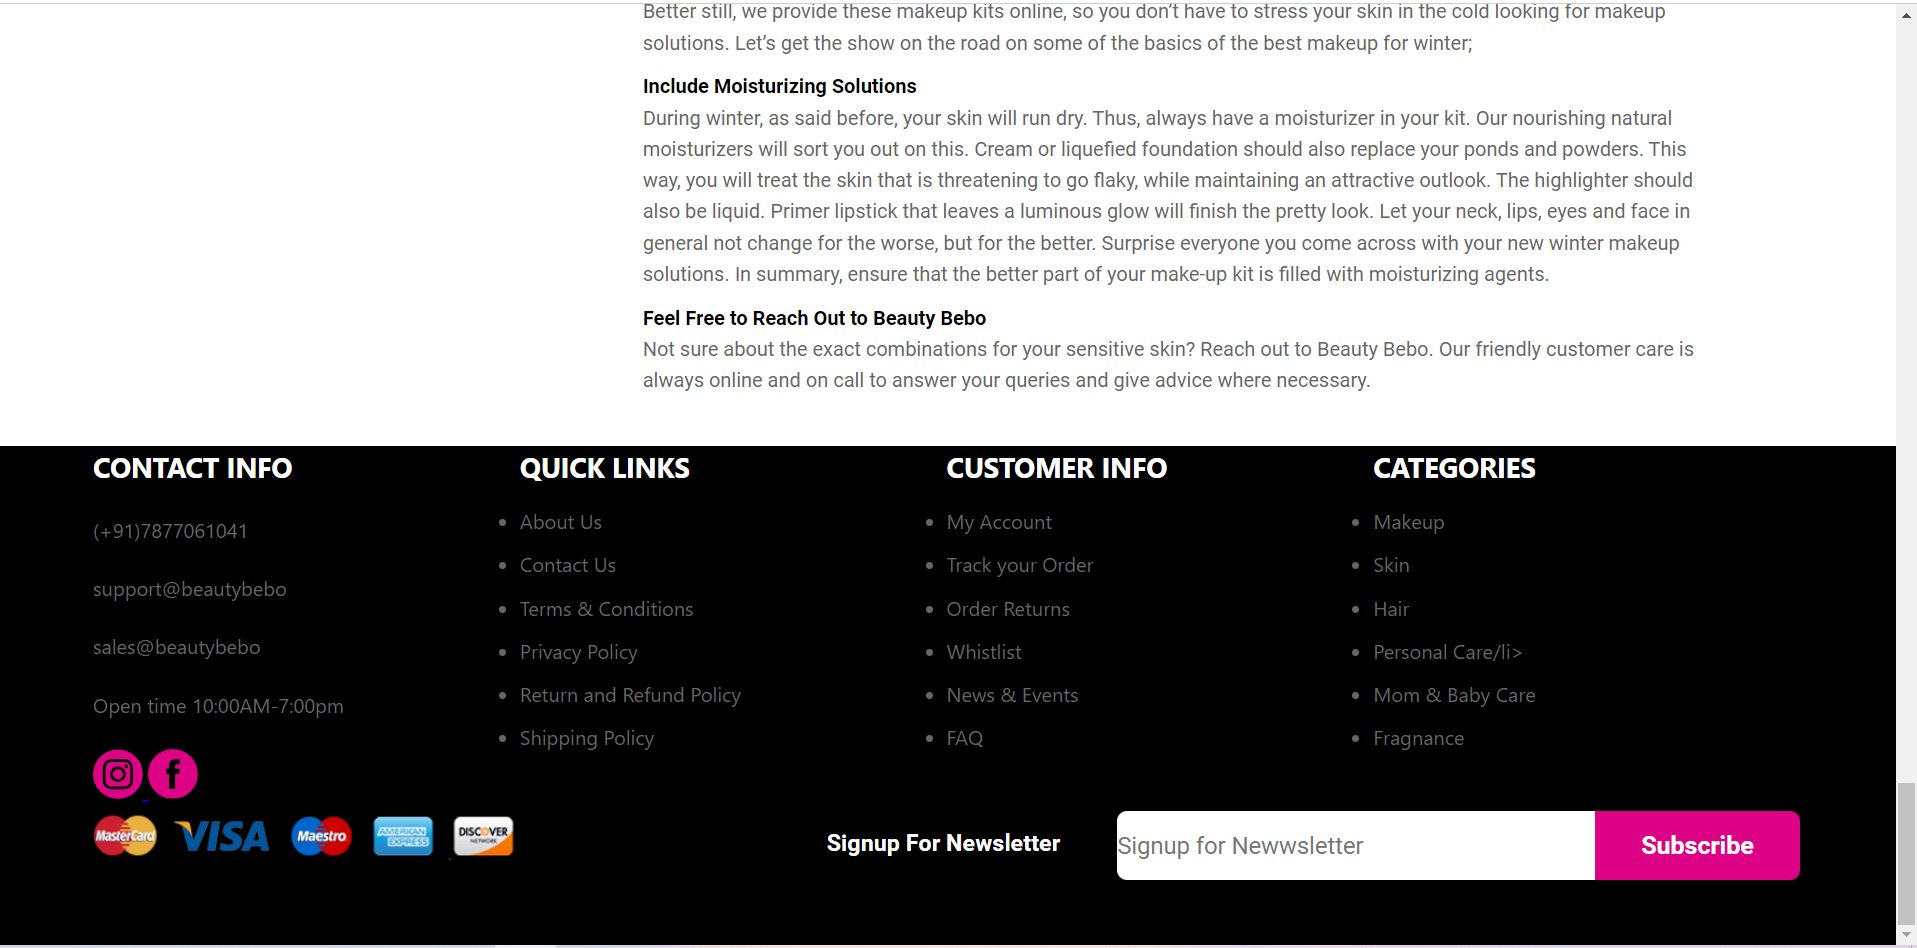 Better still, we provide these makeup kits online, so you don’t have to stress your skin in the cold looking for makeup
solutions. Let’s get the show on the road on some of the basics of the best makeup for winter;
Include Moisturizing Solutions
During winter, as said before, your skin will run dry. Thus, always have a moisturizer in your kit. Our nourishing natural
moisturizers will sort you out on this. Cream or liquefied foundation should also replace your ponds and powders. This
way, you will treat the skin that is threatening to go flaky, while maintaining an attractive outlook. The highlighter should
also be liquid. Primer lipstick that leaves a luminous glow will finish the pretty look. Let your neck, lips, eyes and face in
general not change for the worse, but for the better. Surprise everyone you come across with your new winter makeup
solutions. In summary, ensure that the better part of your make-up kit is filled with moisturizing agents.
Feel Free to Reach Out to Beauty Bebo
Not sure about the exact combinations for your sensitive skin? Reach out to Beauty Bebo. Our friendly customer care is
always online and on call to answer your queries and give advice where necessary.
CONTACT INFO
(+91)7877061041
support@beautybebo
sales@beautybebo
Open time 10:00AM-7:00pm
QUICK LINKS
About Us
Contact Us
Terms & Conditions
Privacy Policy
Return and Refund Policy
Shipping Policy
CUSTOMER INFO
My Account
Track your Order
Order Returns
Whistlist
News & Events
FAQ
CATEGORIES
Makeup
Skin
Hair
Personal Care/li>
Mom & Baby Care
Fragnance
MasterCard
VISA
Maestro
AMERICAN
EXPRESS
DISCOVER
NETWORK
Signup For Newsletter
Signup for Newwsletter
Subscribe